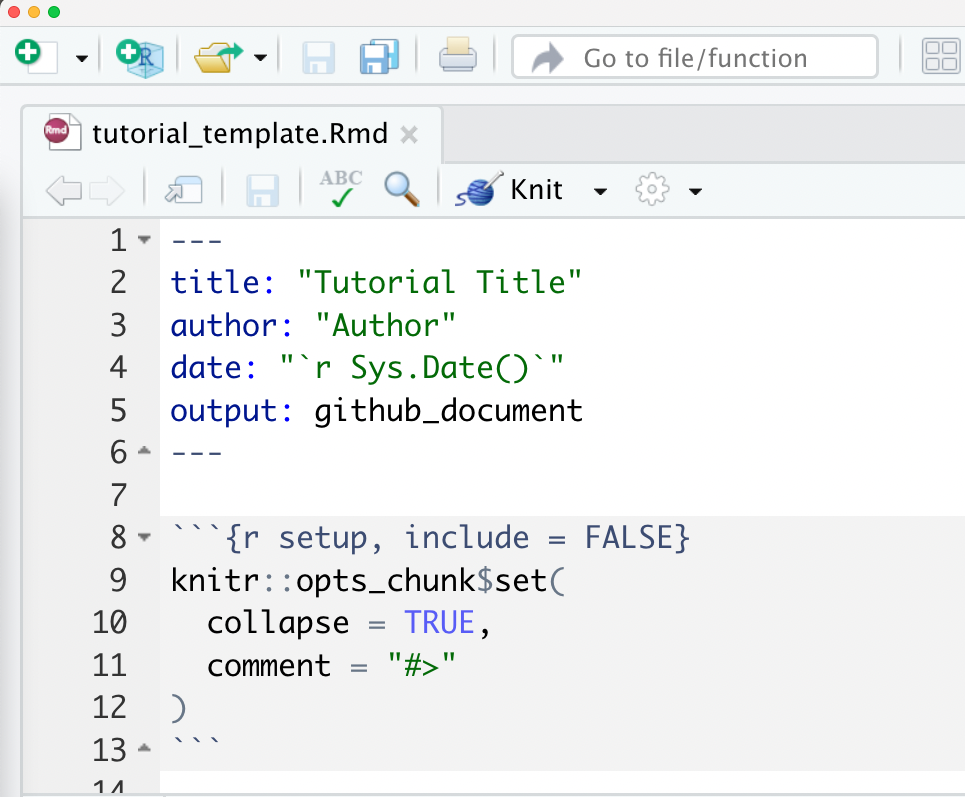 R
Go to file/function
Rmd
tutorial_template.Rmd
ABC
Knit
1 ---
2 title: "Tutorial Title"
3 author: "Author"
4 date: "`r Sys.Date()`"
5 output: github_document
6 ---
7
8 ```{r setup, include = FALSE}
9 knitr::opts_chunk$set(
10   collapse = TRUE,
11   comment = "#>"
12 )
13 ```
14